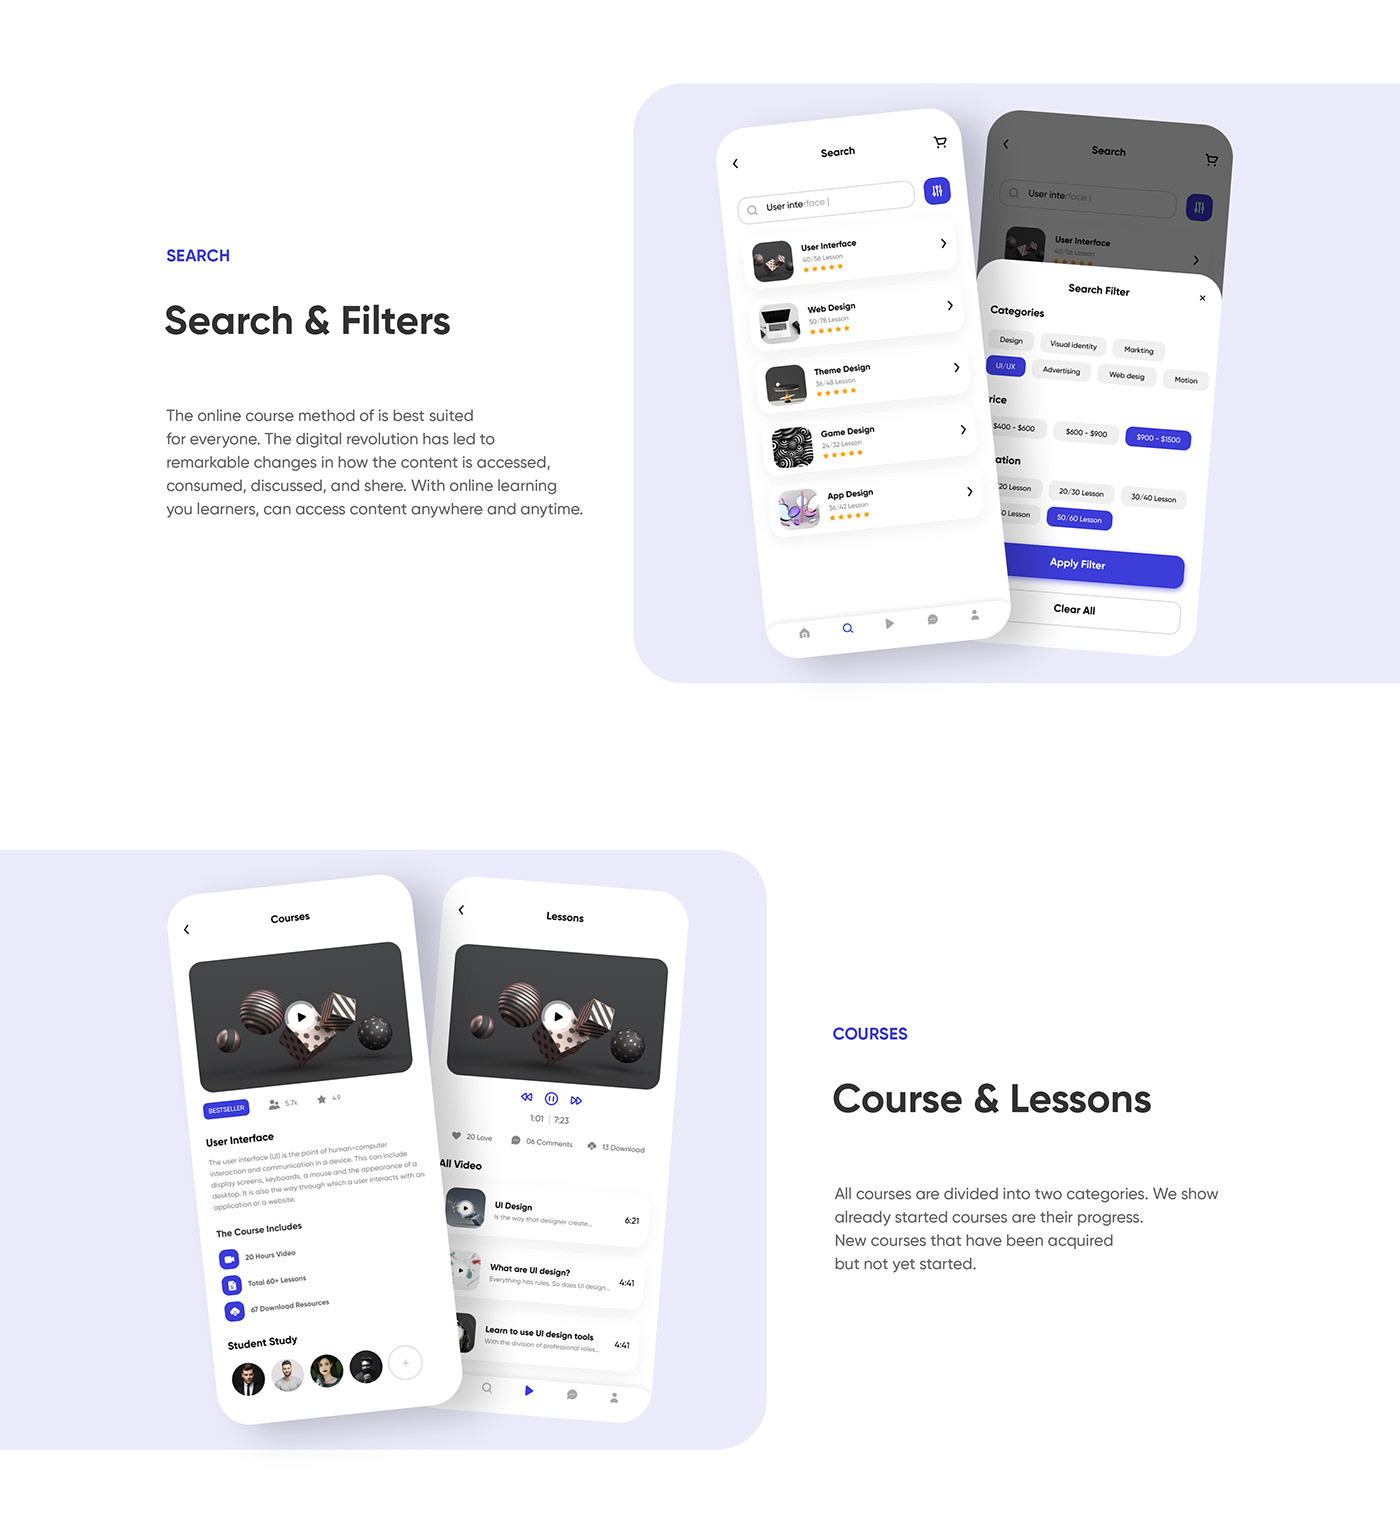 SEARCH
Search & Filters
The online course method of is best suited
for everyone. The digital revolution has led to
remarkable changes in how the content is accessed,
consumed, discussed, and shere. With online learning
you learners, can access content anywhere and anytime.
Search
User interface |
User Interface
40/56 Lesson
Web Design
50/78 Lesson
Theme Design
36/48 Lesson
Game Design
24/32 Lesson
App Design
36/42 Lesson
Search
User interface |
User Interface
40/56 Lesson
Search Filter
Categories
Design Visual identity Markting
UI/UX Advertising Web desig Motion
rice
$400 - $600 $600 - $900 $900 - $1500
ation
20 Lesson 20/30 Lesson 30/40 Lesson
0 Lesson 50/60 Lesson
Apply Filter
Clear All
Courses
BESTSELLER 5.7k 4.9
User Interface
The user interface (UI) is the point of human-computer
interaction and communication in a device. This can include
display screens, keyboards, a mouse and the appearance of a
desktop. It is also the way through which a user interacts with an
application or a website.
The Course Includes
20 Hours Video
Total 60+ Lessons
67 Download Resources
Student Study
Lessons
1:01 | 7:23
20 Love 06 Comments 13 Download
All Video
UI Design
Is the way that designer create...
6:21
What are UI design?
Everything has rules. So does UI design...
4:41
Learn to use UI design tools
With the division of professional roles...
4:41
COURSES
Course & Lessons
All courses are divided into two categories. We show
already started courses are their progress.
New courses that have been acquired
but not yet started.